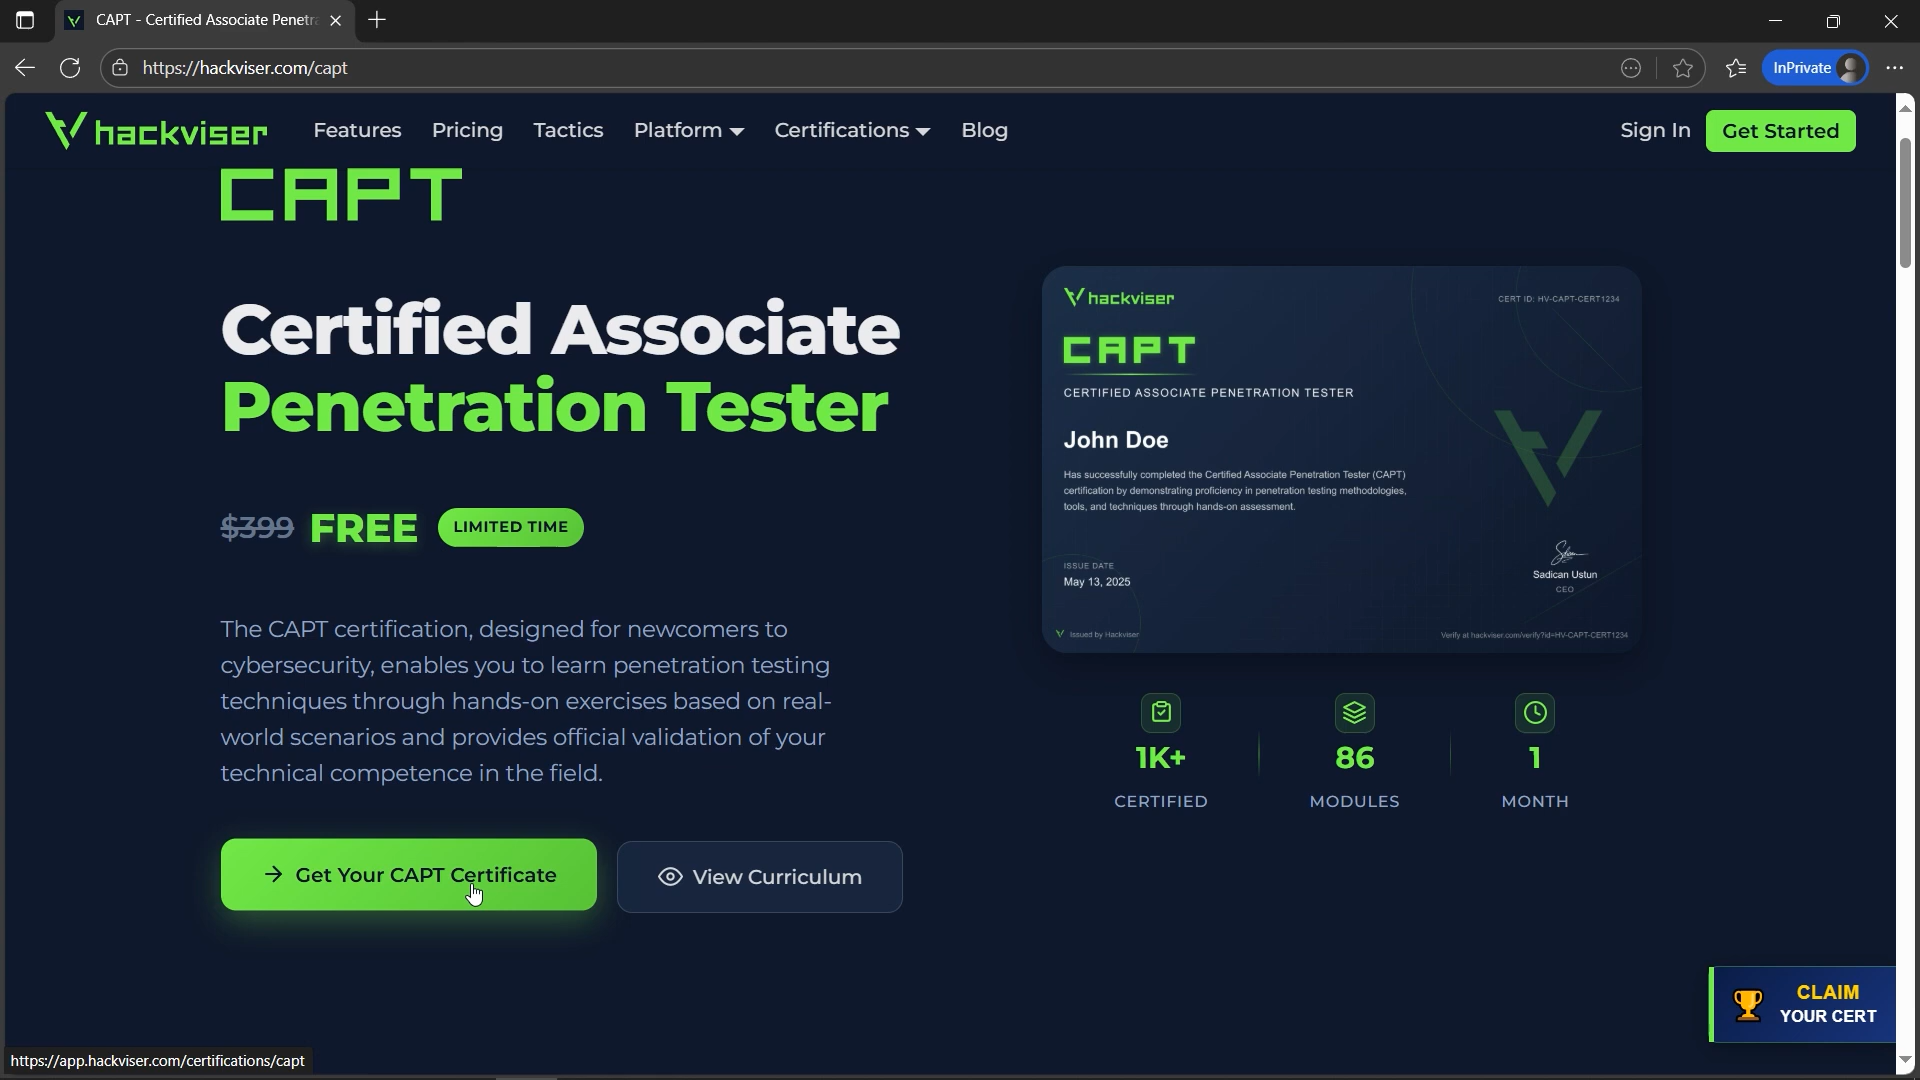 CAPT - Certified Associate Penetr
https://hackviser.com/capt
InPrivate
hackviser
Features
Pricing
Tactics
Platform
Certifications
Blog
Sign In
Get Started
CAPT
Certified Associate
Penetration Tester
$399 FREE LIMITED TIME
The CAPT certification, designed for newcomers to
cybersecurity, enables you to learn penetration testing
techniques through hands-on exercises based on real-
world scenarios and provides official validation of your
technical competence in the field.
Get Your CAPT Certificate
View Curriculum
hackviser
CERT ID: HV-CAPT-CERT1234
CAPT
CERTIFIED ASSOCIATE PENETRATION TESTER
John Doe
Has successfully completed the Certified Associate Penetration Tester (CAPT)
certification by demonstrating proficiency in penetration testing methodologies,
tools, and techniques through hands-on assessment.
ISSUE DATE
May 13, 2025
Sadican Ustun
CEO
Issued by Hackviser
Verify at hackviser.com/verify?id=HV-CAPT-CERT1234
1K+
CERTIFIED
86
MODULES
1
MONTH
CLAIM
YOUR CERT
https://app.hackviser.com/certifications/capt